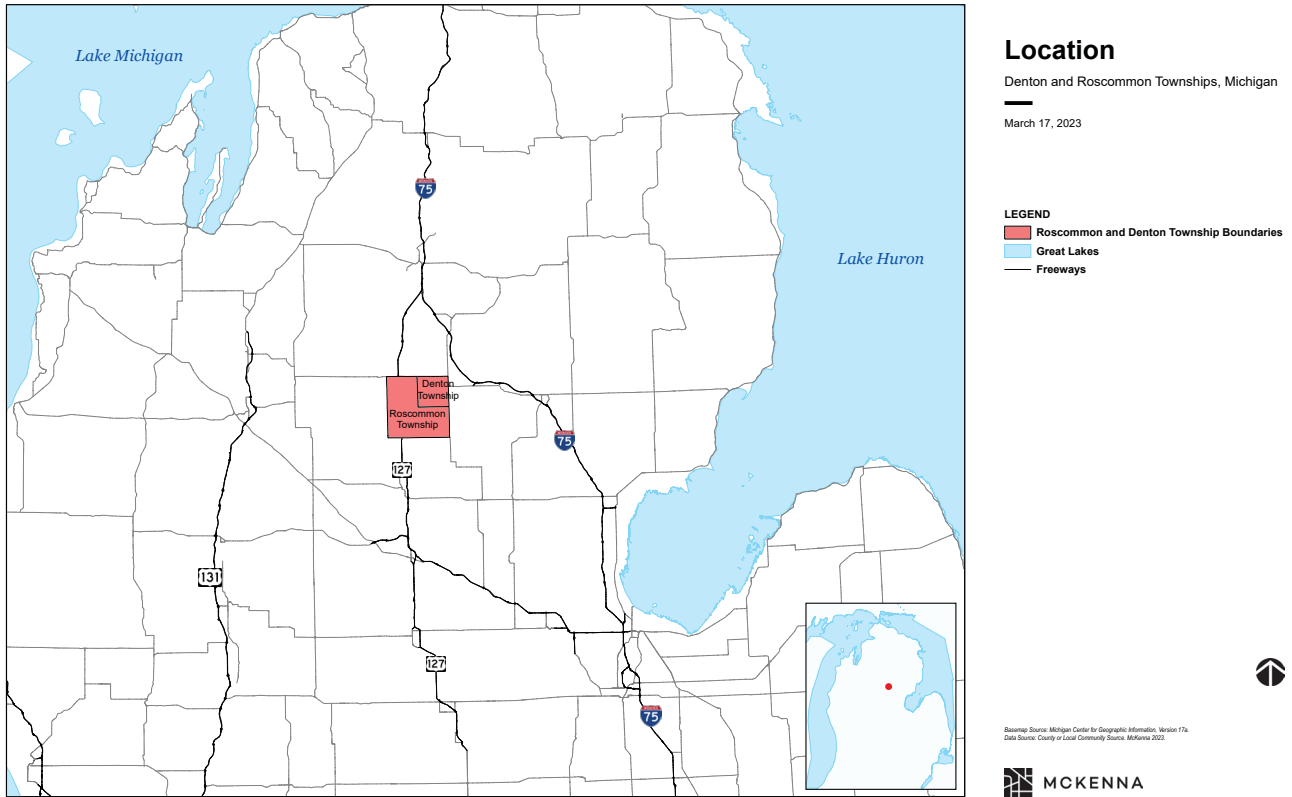 Lake Michigan
Location
Denton and Roscommon Townships, Michigan
March 17, 2023
75
LEGEND
Roscommon and Denton Township Boundaries
Great Lakes
Freeways
Lake Huron
Denton
Township
Roscommon
Township
75
127
131
127
75
Basemap Source: Michigan Center for Geographic Information, Version 17a.
Data Source: County or Local Community Source. McKenna 2023.
MCKENNA